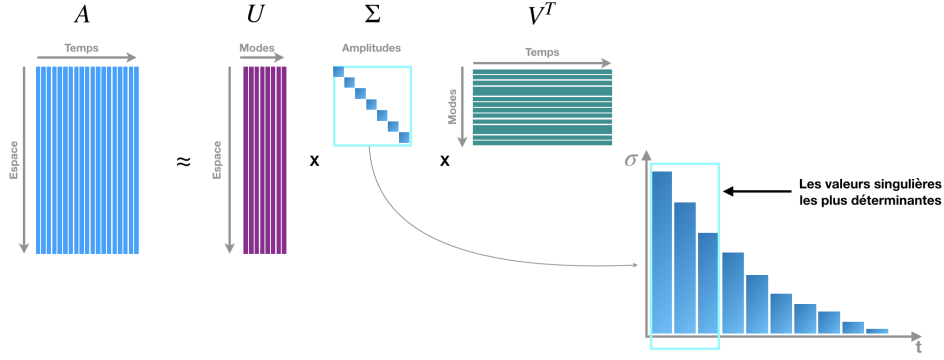 A U Σ V^T
Temps Modes Amplitudes Temps
Espace
≈
Espace
x
x
Modes
σ
Les valeurs singulières
les plus déterminantes
t